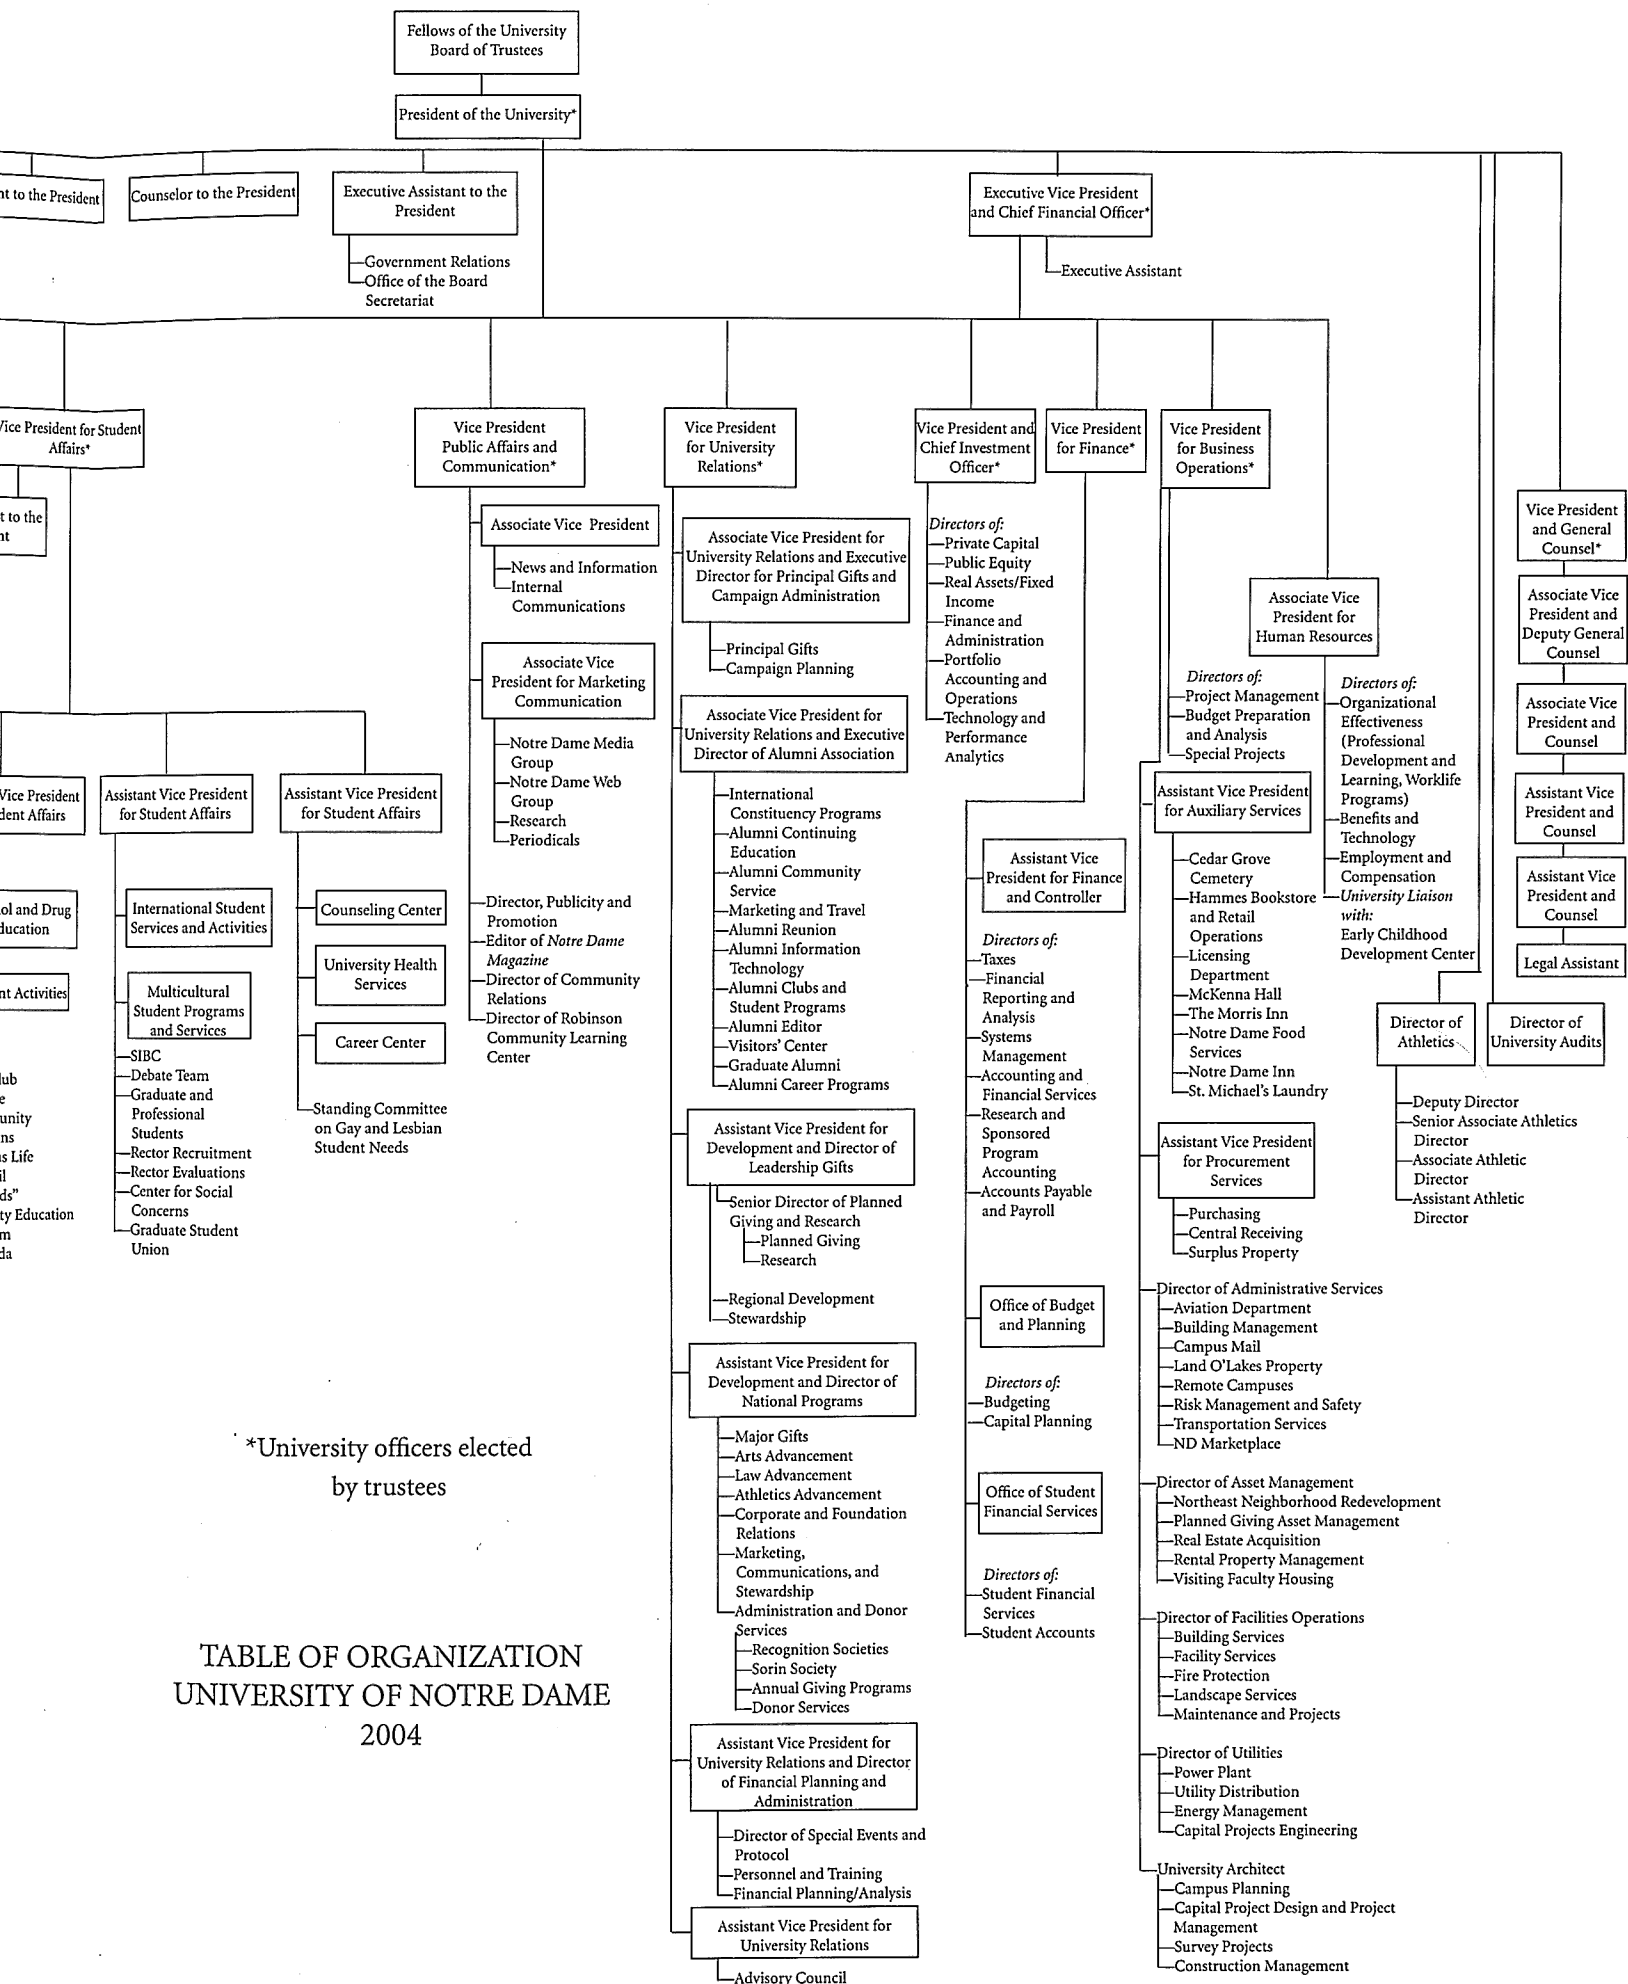 Fellows of the University
Board of Trustees
President of the University*
nt to the President
Counselor to the President
Executive Assistant to the
President
Government Relations
Office of the Board
Secretariat
Executive Vice President
and Chief Financial Officer*
Executive Assistant
Vice President for Student
Affairs*
t to the
nt
Vice President
dent Affairs
ol and Drug
ducation
nt Activities
lub
e
unity
ns
s Life
il
ds"
ty Education
m
da
Assistant Vice President
for Student Affairs
International Student
Services and Activities
Multicultural
Student Programs
and Services
SIBC
Debate Team
Graduate and
Professional
Students
Rector Recruitment
Rector Evaluations
Center for Social
Concerns
Graduate Student
Union
Assistant Vice President
for Student Affairs
Counseling Center
University Health
Services
Career Center
Standing Committee
on Gay and Lesbian
Student Needs
Vice President
Public Affairs and
Communication*
Associate Vice President
News and Information
Internal
Communications
Associate Vice
President for Marketing
Communication
Notre Dame Media
Group
Notre Dame Web
Group
Research
Periodicals
Director, Publicity and
Promotion
Editor of Notre Dame
Magazine
Director of Community
Relations
Director of Robinson
Community Learning
Center
Vice President
for University
Relations*
Associate Vice President for
University Relations and Executive
Director for Principal Gifts and
Campaign Administration
Principal Gifts
Campaign Planning
Associate Vice President for
University Relations and Executive
Director of Alumni Association
International
Constituency Programs
Alumni Continuing
Education
Alumni Community
Service
Marketing and Travel
Alumni Reunion
Alumni Information
Technology
Alumni Clubs and
Student Programs
Alumni Editor
Visitors' Center
Graduate Alumni
Alumni Career Programs
Assistant Vice President for
Development and Director of
Leadership Gifts
Senior Director of Planned
Giving and Research
Planned Giving
Research
Regional Development
Stewardship
Assistant Vice President for
Development and Director of
National Programs
Major Gifts
Arts Advancement
Law Advancement
Athletics Advancement
Corporate and Foundation
Relations
Marketing,
Communications, and
Stewardship
Administration and Donor
Services
Recognition Societies
Sorin Society
Annual Giving Programs
Donor Services
Assistant Vice President for
University Relations and Director
of Financial Planning and
Administration
Director of Special Events and
Protocol
Personnel and Training
Financial Planning/Analysis
Assistant Vice President for
University Relations
Advisory Council
Vice President and
Chief Investment
Officer*
Directors of:
Private Capital
Public Equity
Real Assets/Fixed
Income
Finance and
Administration
Portfolio
Accounting and
Operations
Technology and
Performance
Analytics
Vice President
for Finance*
Assistant Vice
President for Finance
and Controller
Directors of:
Taxes
Financial
Reporting and
Analysis
Systems
Management
Accounting and
Financial Services
Research and
Sponsored
Program
Accounting
Accounts Payable
and Payroll
Office of Budget
and Planning
Directors of:
Budgeting
Capital Planning
Office of Student
Financial Services
Directors of:
Student Financial
Services
Student Accounts
Vice President
for Business
Operations*
Directors of:
Project Management
Budget Preparation
and Analysis
Special Projects
Assistant Vice President
for Auxiliary Services
Cedar Grove
Cemetery
Hammes Bookstore
and Retail
Operations
Licensing
Department
McKenna Hall
The Morris Inn
Notre Dame Food
Services
Notre Dame Inn
St. Michael's Laundry
Assistant Vice President
for Procurement
Services
Purchasing
Central Receiving
Surplus Property
Director of Administrative Services
Aviation Department
Building Management
Campus Mail
Land O'Lakes Property
Remote Campuses
Risk Management and Safety
Transportation Services
ND Marketplace
Director of Asset Management
Northeast Neighborhood Redevelopment
Planned Giving Asset Management
Real Estate Acquisition
Rental Property Management
Visiting Faculty Housing
Director of Facilities Operations
Building Services
Facility Services
Fire Protection
Landscape Services
Maintenance and Projects
Director of Utilities
Power Plant
Utility Distribution
Energy Management
Capital Projects Engineering
University Architect
Campus Planning
Capital Project Design and Project
Management
Survey Projects
Construction Management
Associate Vice
President for
Human Resources
Directors of:
Organizational
Effectiveness
(Professional
Development and
Learning, Worklife
Programs)
Benefits and
Technology
Employment and
Compensation
University Liaison
with:
Early Childhood
Development Center
Director of
Athletics
Deputy Director
Senior Associate Athletics
Director
Associate Athletic
Director
Assistant Athletic
Director
Director of
University Audits
Vice President
and General
Counsel*
Associate Vice
President and
Deputy General
Counsel
Associate Vice
President and
Counsel
Assistant Vice
President and
Counsel
Assistant Vice
President and
Counsel
Legal Assistant
*University officers elected
by trustees
TABLE OF ORGANIZATION
UNIVERSITY OF NOTRE DAME
2004